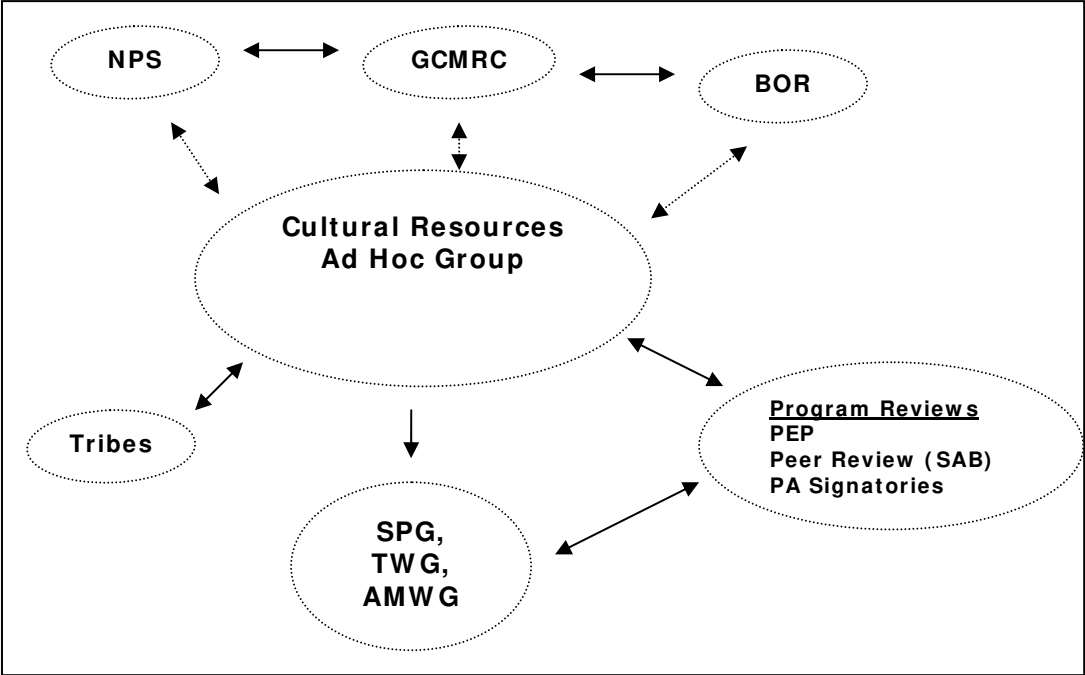 NPS
GCMRC
BOR
Cultural Resources
Ad Hoc Group
Tribes
Program Reviews
PEP
Peer Review (SAB)
PA Signatories
SPG,
TWG,
AMWG